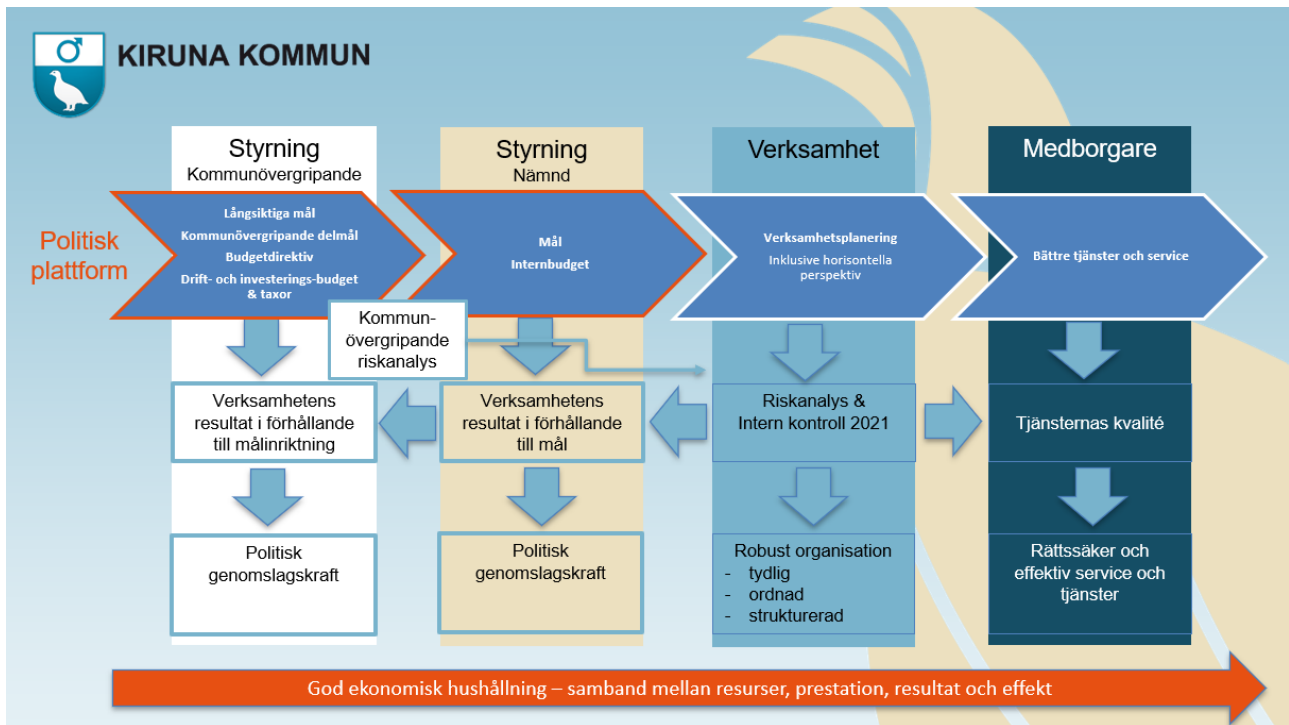 KIRUNA KOMMUN
Styrning
Kommunövergripande
Styrning
Nämnd
Verksamhet
Medborgare
Politisk
plattform
Långsiktiga mål
Kommunövergripande delmål
Budgetdirektiv
Drift- och investerings-budget
& taxor
Mål
Internbudget
Verksamhetsplanering
Inklusive horisontella
perspektiv
Bättre tjänster och service
Kommun-
övergripande
riskanalys
Verksamhetens
resultat i förhållande
till målinriktning
Verksamhetens
resultat i förhållande
till mål
Riskanalys &
Intern kontroll 2021
Tjänsternas kvalité
Politisk
genomslagskraft
Politisk
genomslagskraft
Robust organisation
- tydlig
- ordnad
- strukturerad
Rättssäker och
effektiv service och
tjänster
God ekonomisk hushållning – samband mellan resurser, prestation, resultat och effekt